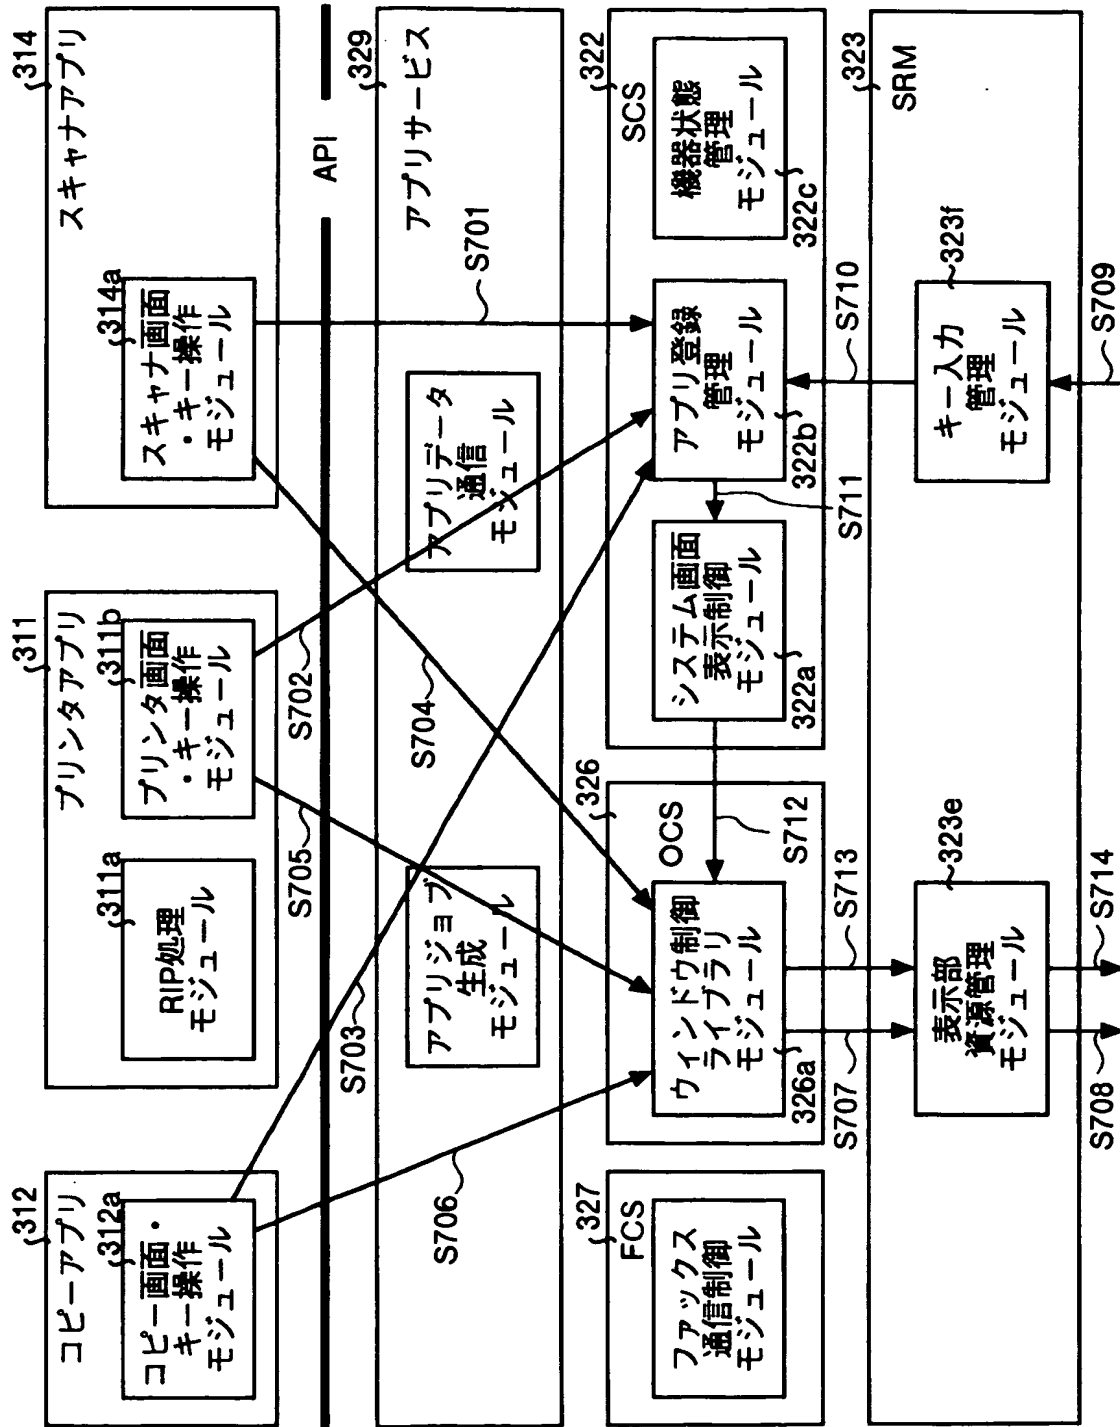 コピーアプリ
312
コピー画面・
キー操作
モジュール
312a
プリンタアプリ
311
RIP処理
モジュール
311a
プリンタ画面
・キー操作
モジュール
311b
スキャナアプリ
314
スキャナ画面
・キー操作
モジュール
314a
API
アプリサービス
329
アプリジョブ
生成
モジュール
アプリデータ
通信
モジュール
S701
S702
S703
S704
S705
S706
FCS
327
ファックス
通信制御
モジュール
OCS
326
ウィンドウ制御
ライブラリ
モジュール
326a
SCS
322
システム画面
表示制御
モジュール
322a
アプリ登録
管理
モジュール
322b
機器状態
管理
モジュール
322c
S712
S711
S707
S713
S710
SRM
323
表示部
資源管理
モジュール
323e
キー入力
管理
モジュール
323f
S708
S714
S709